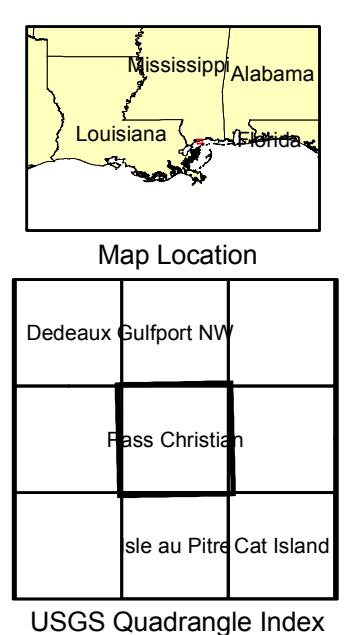 Mississippi
Alabama
Louisiana
Florida
Map Location
Dedeaux Gulfport NW
Pass Christian
Isle au Pitre Cat Island
USGS Quadrangle Index